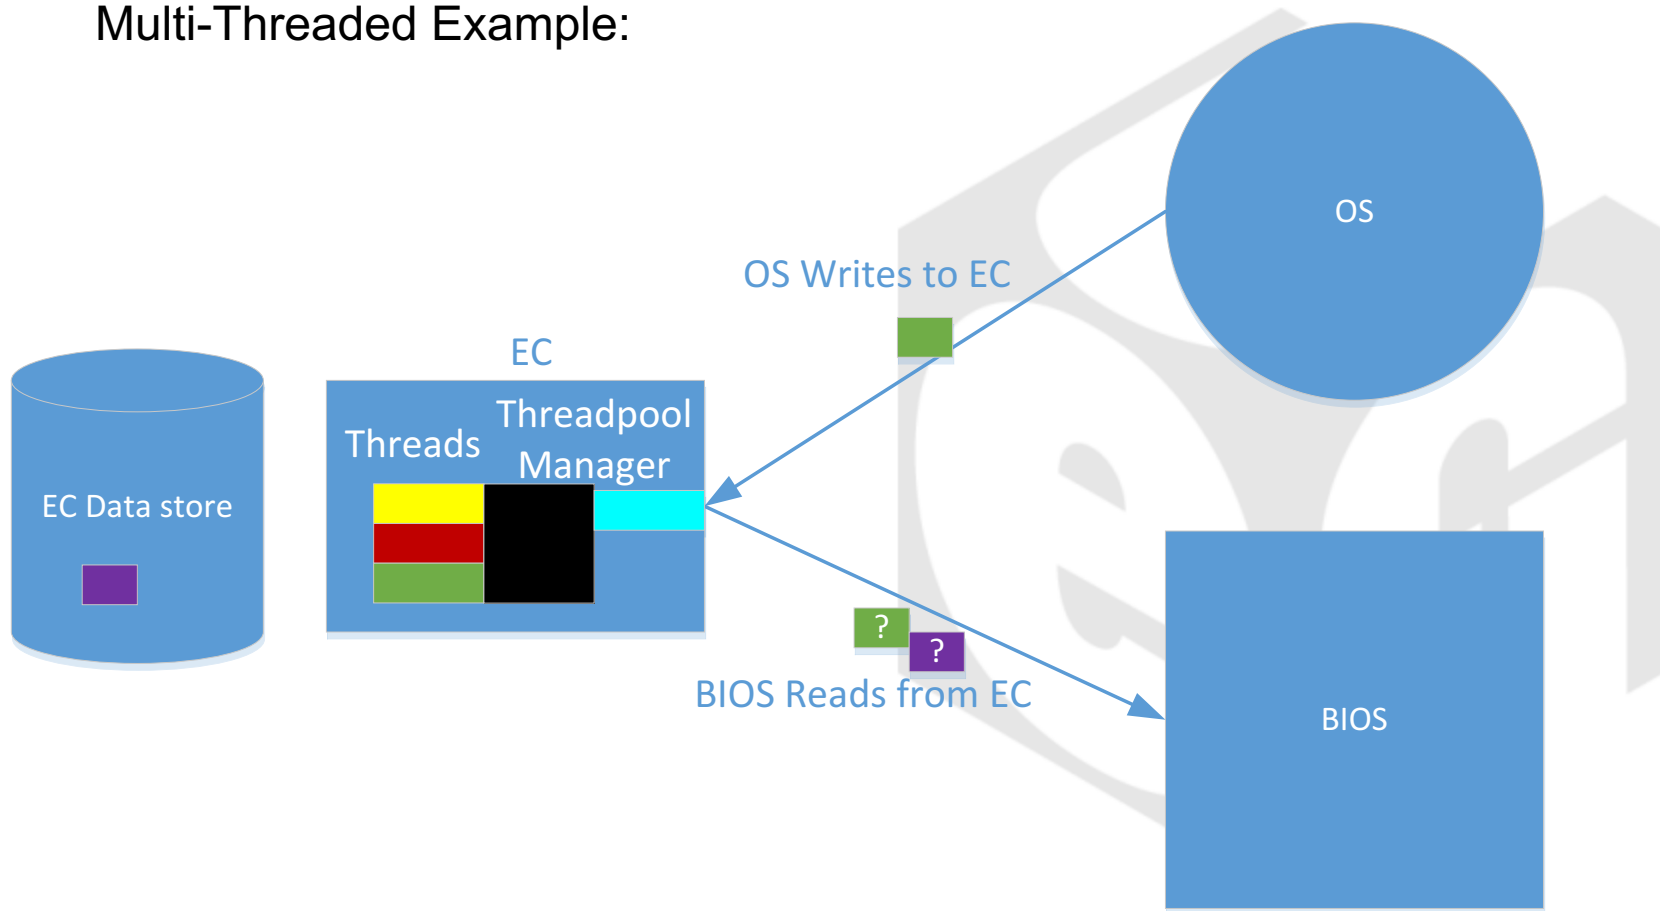 Multi-Threaded Example:
OS
OS Writes to EC
EC
Threads
Threadpool
Manager
EC Data store
?
?
BIOS Reads from EC
BIOS